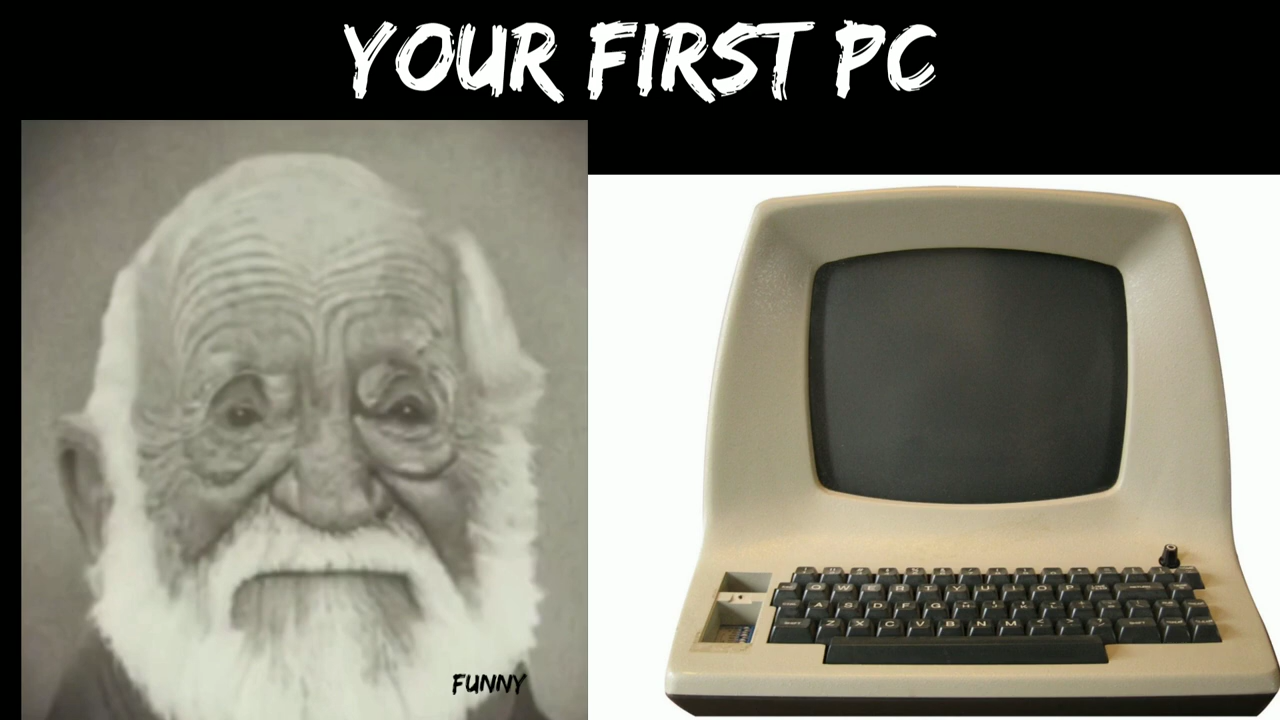 YOUR FIRST PC
FUNNY
Q W E R T Y U I O P
A S D F G H
Z X C V B N M